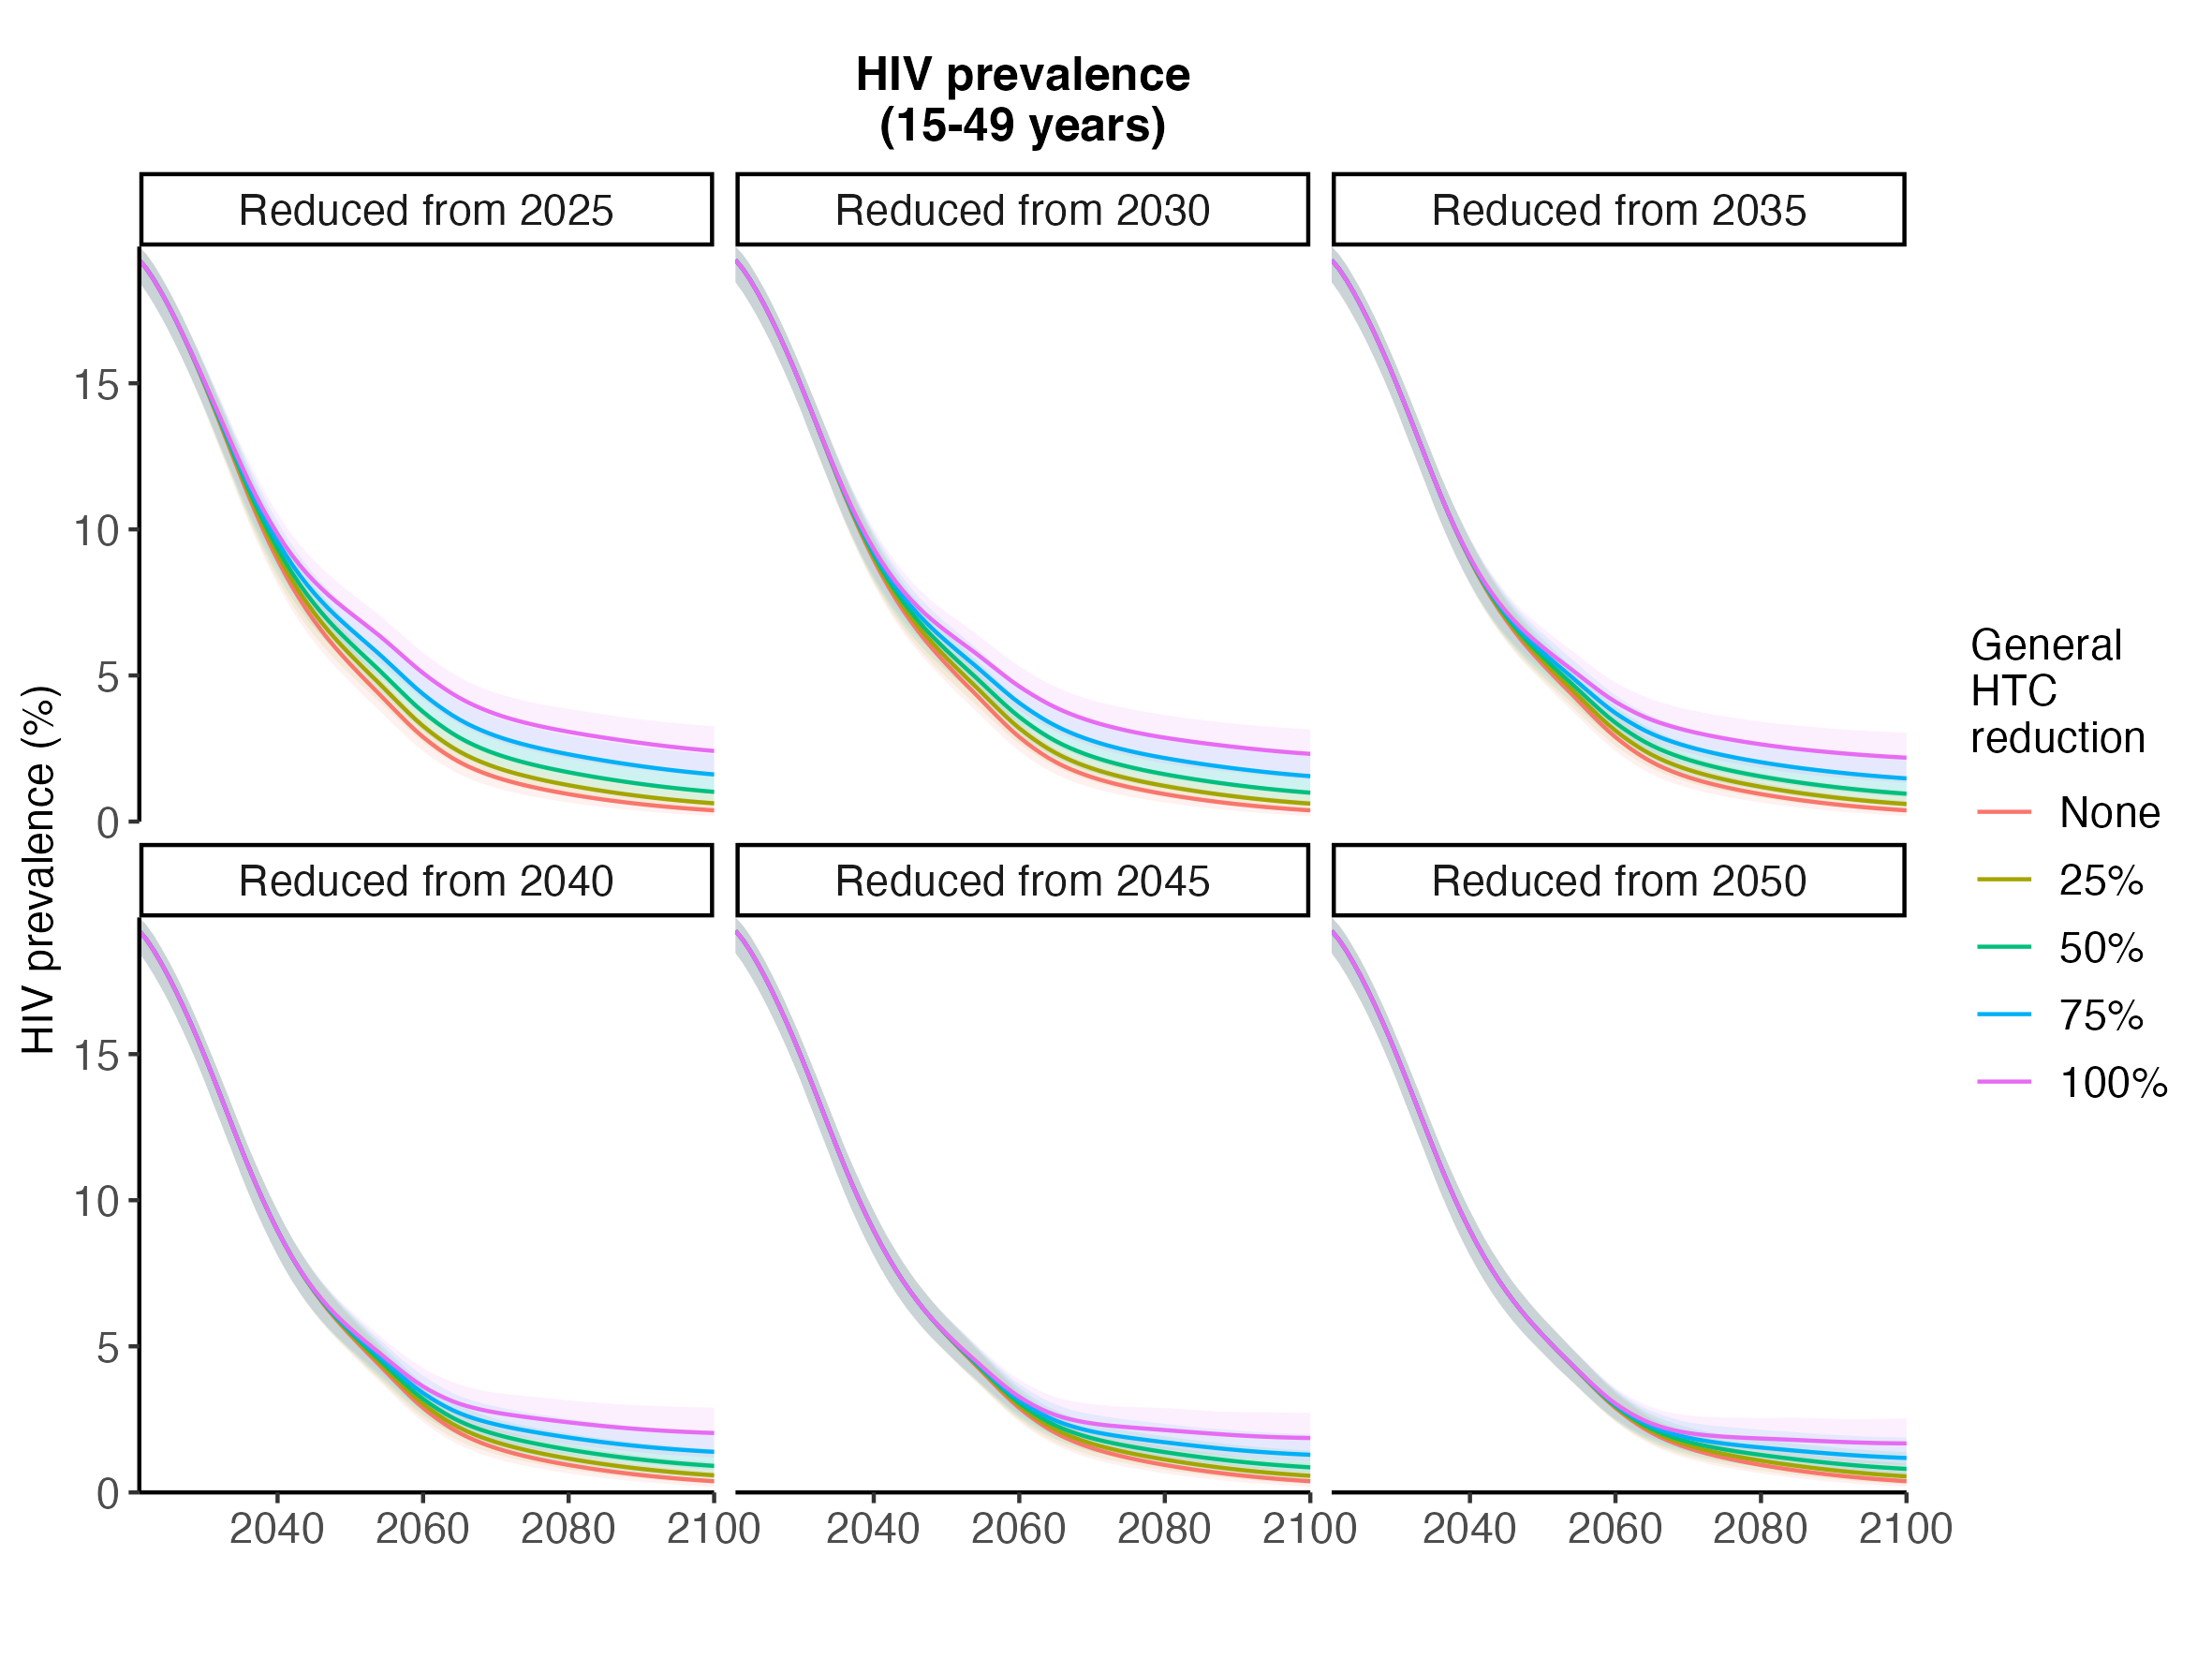 HIV prevalence
(15-49 years)
Reduced from 2025
Reduced from 2030
Reduced from 2035
15
10
5
0
Reduced from 2040
Reduced from 2045
Reduced from 2050
15
10
5
0
2040 2060 2080 2100
2040 2060 2080 2100
2040 2060 2080 2100
HIV prevalence (%)
General
HTC
reduction
None
25%
50%
75%
100%